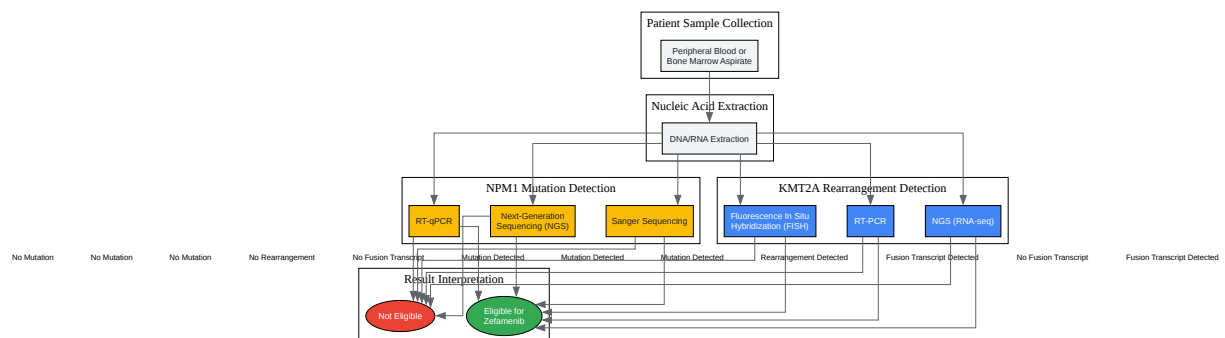 Patient Sample Collection
Peripheral Blood or
Bone Marrow Aspirate
Nucleic Acid Extraction
DNA/RNA Extraction
NPM1 Mutation Detection
RT-qPCR
Next-Generation
Sequencing (NGS)
Sanger Sequencing
KMT2A Rearrangement Detection
Fluorescence In Situ
Hybridization (FISH)
RT-PCR
NGS (RNA-seq)
No Mutation
No Mutation
No Mutation
No Rearrangement
No Fusion Transcript
Mutation Detected
Mutation Detected
Mutation Detected
Rearrangement Detected
Fusion Transcript Detected
No Fusion Transcript
Fusion Transcript Detected
Result Interpretation
Not Eligible
Eligible for
Zefamenib